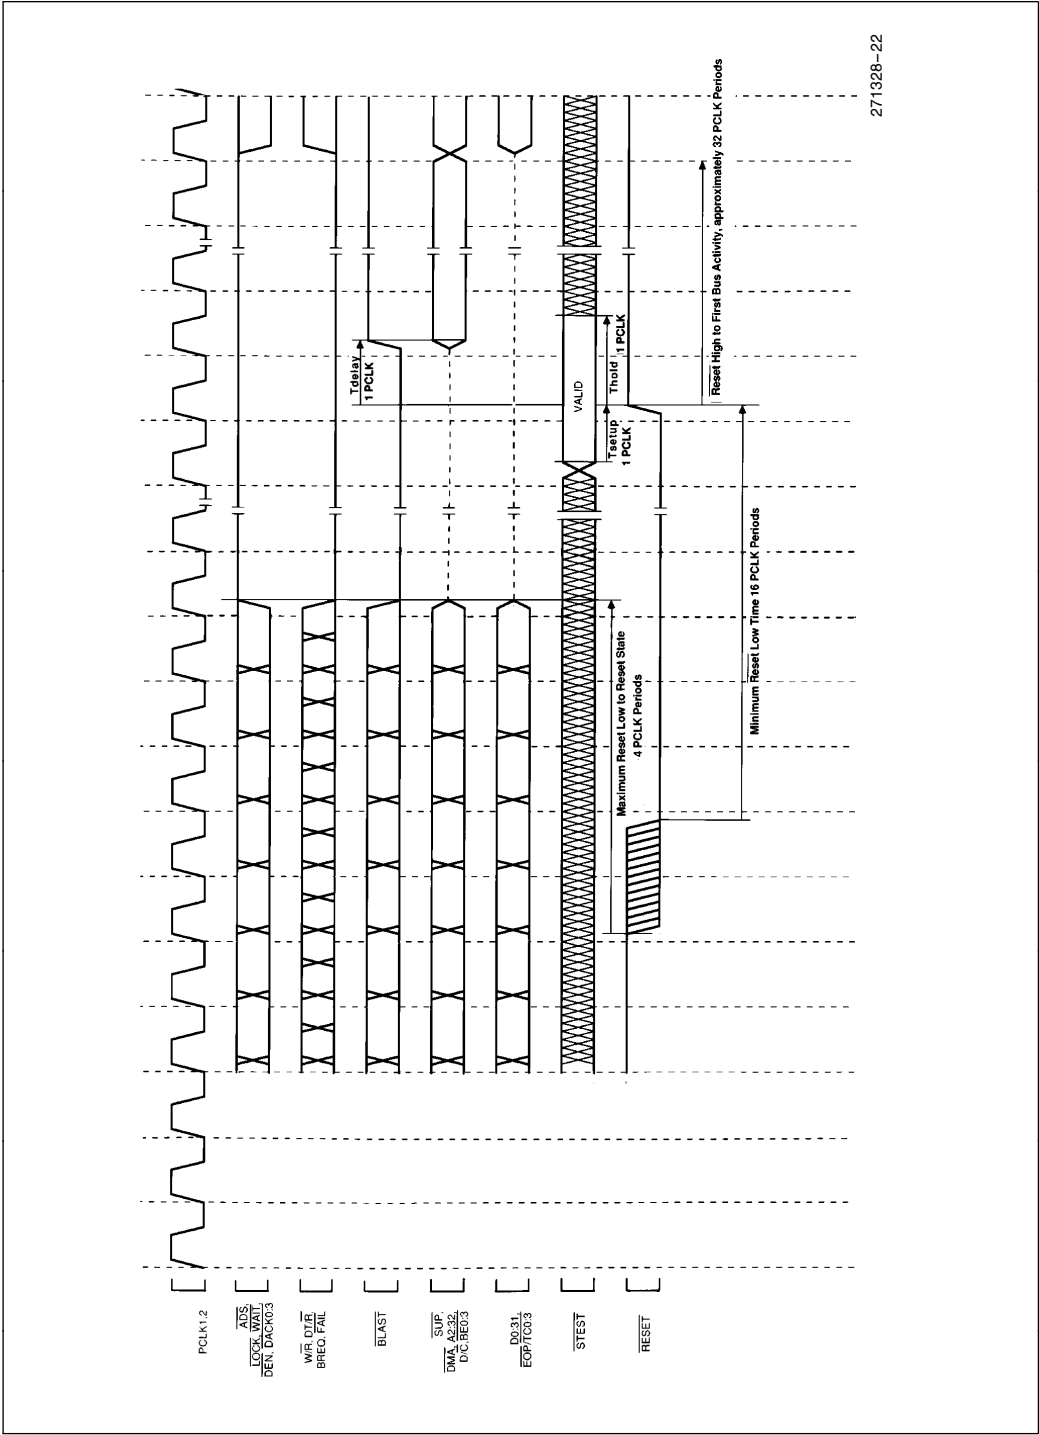 PCLK1.2
ADS,
LOCK, WAIT,
DEN, DACK0:3
W/R, DT/R,
BREQ, FAIL
BLAST
SUP,
DMA, A2:32,
D/C,BE0:3
D0:31,
EOP/TC0:3
STEST
RESET
Tdelay
1 PCLK
VALID
Tsetup
1 PCLK
Thold
1 PCLK
Maximum Reset Low to Reset State
4 PCLK Periods
Reset High to First Bus Activity, approximately 32 PCLK Periods
Minimum Reset Low Time 16 PCLK Periods
271328–22